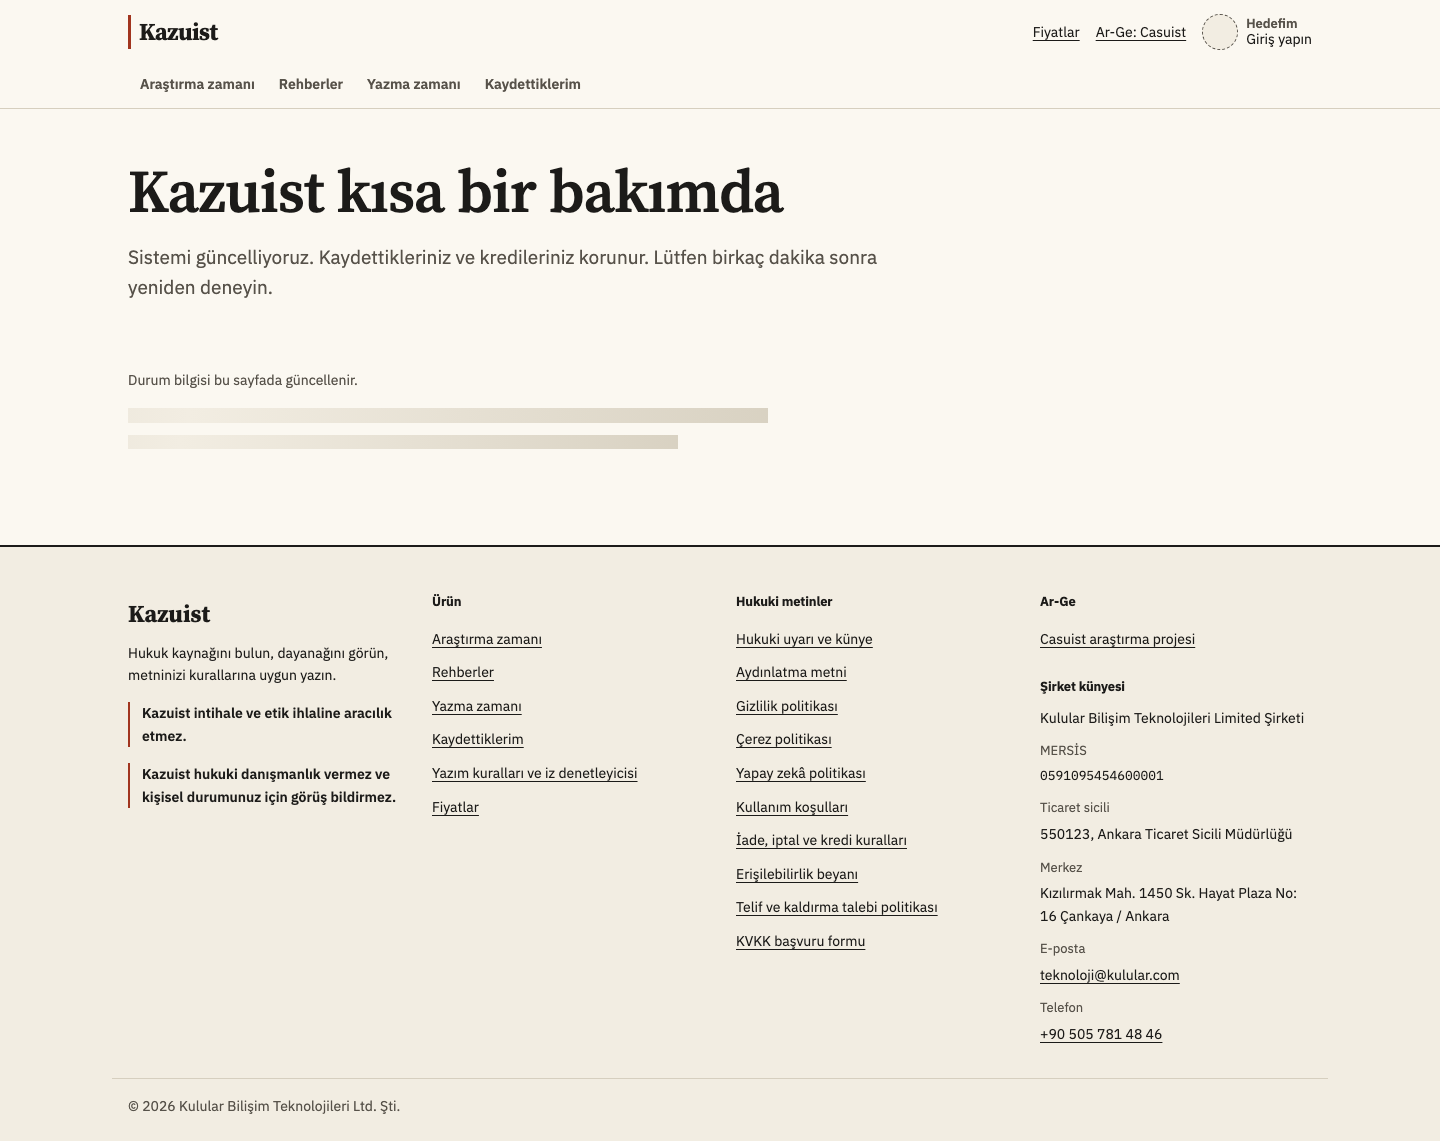 Kazuist
Fiyatlar
Ar-Ge: Casuist
Hedefim
Giriş yapın
Araştırma zamanı
Rehberler
Yazma zamanı
Kaydettiklerim
Kazuist kısa bir bakımda
Sistemi güncelliyoruz. Kaydettikleriniz ve kredileriniz korunur. Lütfen birkaç dakika sonra
yeniden deneyin.
Durum bilgisi bu sayfada güncellenir.
Kazuist
Hukuk kaynağını bulun, dayanağını görün,
metninizi kurallarına uygun yazın.
Kazuist intihale ve etik ihlaline aracılık
etmez.
Kazuist hukuki danışmanlık vermez ve
kişisel durumunuz için görüş bildirmez.
Ürün
Araştırma zamanı
Rehberler
Yazma zamanı
Kaydettiklerim
Yazım kuralları ve iz denetleyicisi
Fiyatlar
Hukuki metinler
Hukuki uyarı ve künye
Aydınlatma metni
Gizlilik politikası
Çerez politikası
Yapay zekâ politikası
Kullanım koşulları
İade, iptal ve kredi kuralları
Erişilebilirlik beyanı
Telif ve kaldırma talebi politikası
KVKK başvuru formu
Ar-Ge
Casuist araştırma projesi
Şirket künyesi
Kulular Bilişim Teknolojileri Limited Şirketi
MERSİS
0591095454600001
Ticaret sicili
550123, Ankara Ticaret Sicili Müdürlüğü
Merkez
Kızılırmak Mah. 1450 Sk. Hayat Plaza No:
16 Çankaya / Ankara
E-posta
teknoloji@kulular.com
Telefon
+90 505 781 48 46
© 2026 Kulular Bilişim Teknolojileri Ltd. Şti.